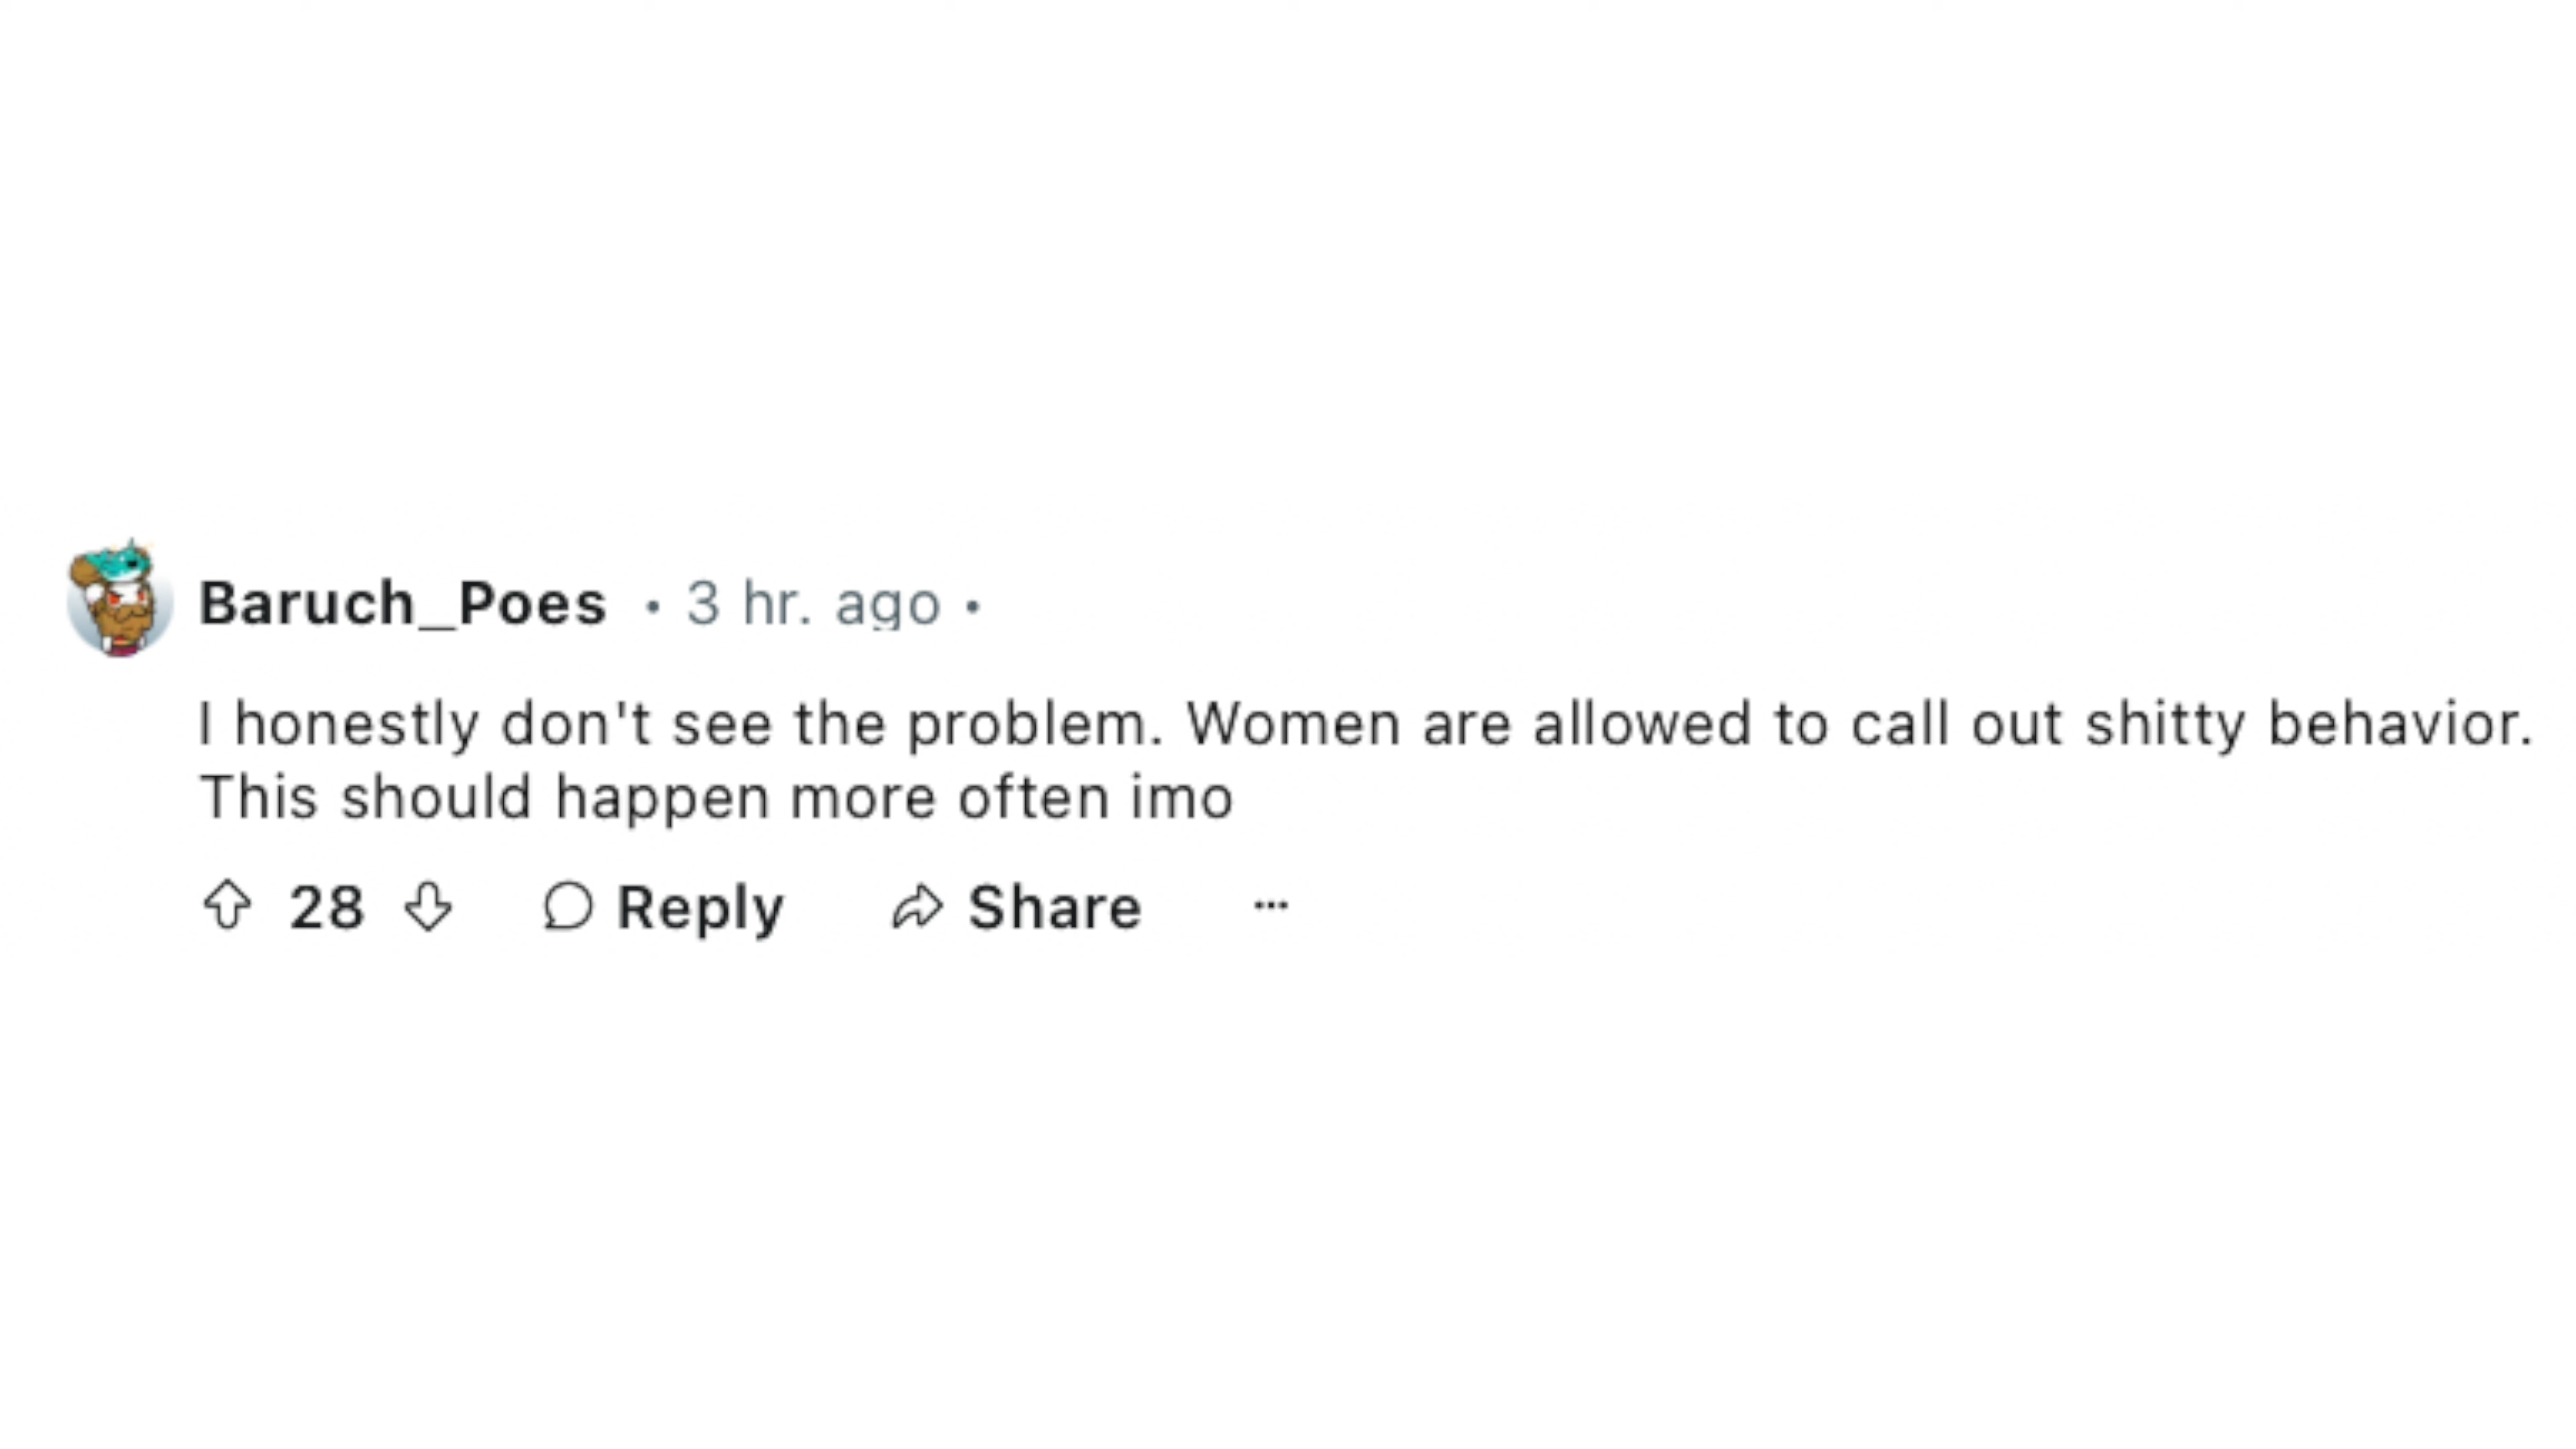 Baruch_Poes • 3 hr. ago •
I honestly don't see the problem. Women are allowed to call out shitty behavior.
This should happen more often imo
28 Reply Share ...